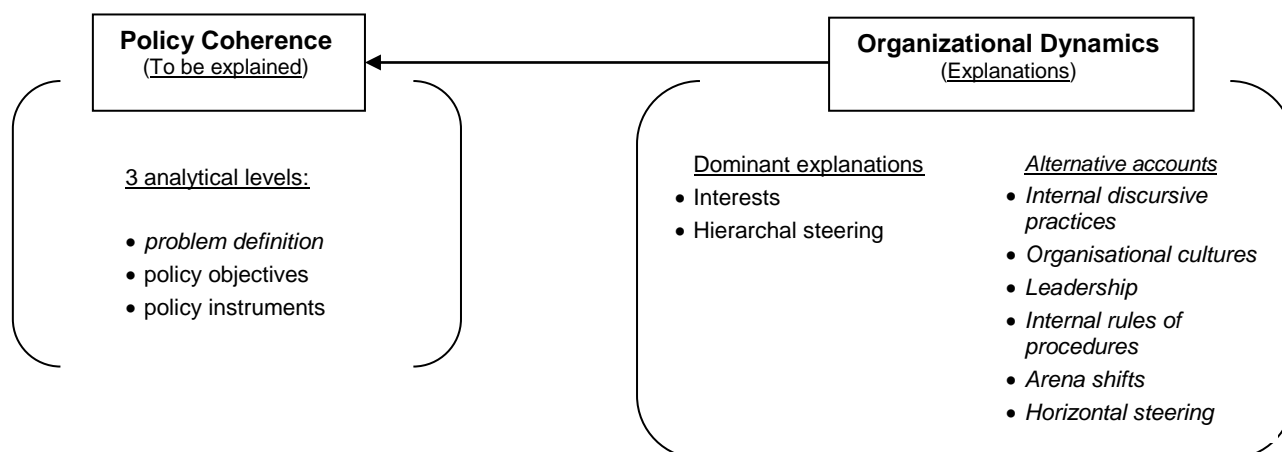 Policy Coherence
(To be explained)
3 analytical levels:
• problem definition
• policy objectives
• policy instruments
Organizational Dynamics
(Explanations)
Dominant explanations
• Interests
• Hierarchal steering
Alternative accounts
• Internal discursive
practices
• Organisational cultures
• Leadership
• Internal rules of
procedures
• Arena shifts
• Horizontal steering